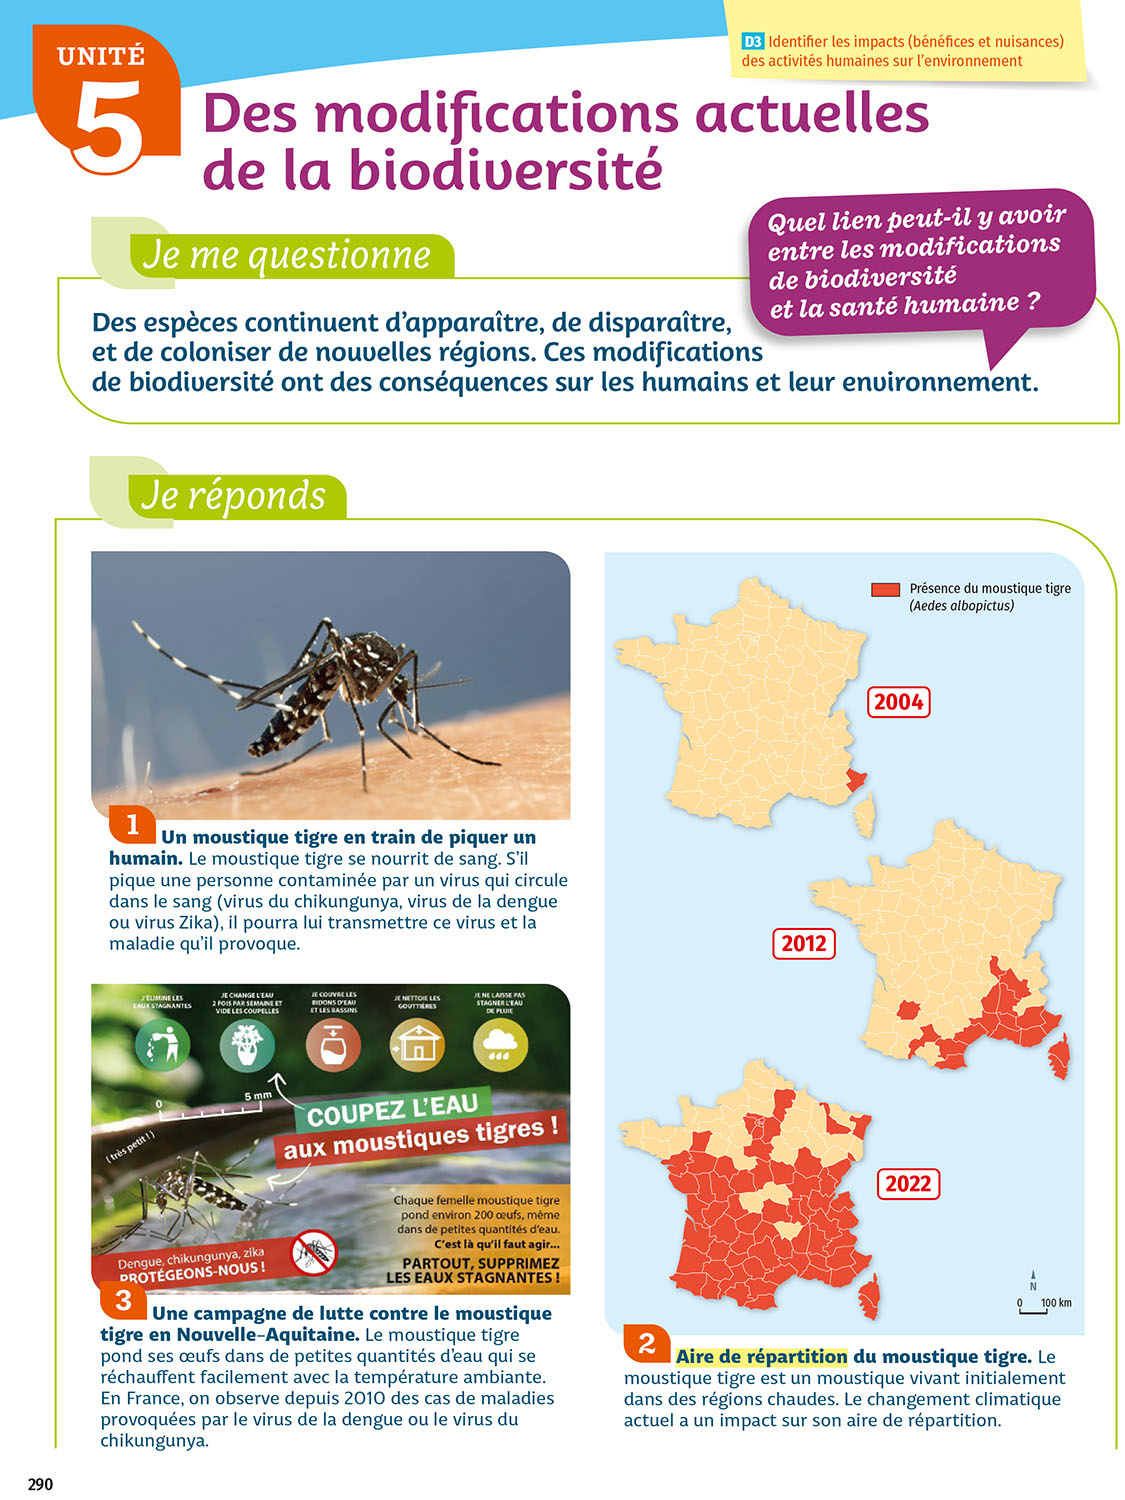 UNITÉ
5
D3 Identifier les impacts (bénéfices et nuisances)
des activités humaines sur l'environnement
Des modifications actuelles
de la biodiversité
Je me questionne
Quel lien peut-il y avoir
entre les modifications
de biodiversité
et la santé humaine ?
Des espèces continuent d'apparaître, de disparaître,
et de coloniser de nouvelles régions. Ces modifications
de biodiversité ont des conséquences sur les humains et leur environnement.
Je réponds
1 Un moustique tigre en train de piquer un
humain. Le moustique tigre se nourrit de sang. S'il
pique une personne contaminée par un virus qui circule
dans le sang (virus du chikungunya, virus de la dengue
ou virus Zika), il pourra lui transmettre ce virus et la
maladie qu'il provoque.
J'ÉLIMINE LES
EAUX STAGNANTES
JE CHANGE L'EAU
2 FOIS PAR SEMAINE ET
VIDE LES COUPELLES
JE COUVRE LES
BIDONS D'EAU
ET LES BASSINS
JE NETTOIE LES
GOUTTIÈRES
JE NE LAISSE PAS
STAGNER L'EAU
DE PLUIE
0 5 mm
(très petit !)
COUPEZ L'EAU
aux moustiques tigres !
Chaque femelle moustique tigre
pond environ 200 œufs, même
dans de petites quantités d'eau.
C'est là qu'il faut agir...
PARTOUT, SUPPRIMEZ
LES EAUX STAGNANTES !
Dengue, chikungunya, zika
PROTÉGEONS-NOUS !
3 Une campagne de lutte contre le moustique
tigre en Nouvelle-Aquitaine. Le moustique tigre
pond ses œufs dans de petites quantités d'eau qui se
réchauffent facilement avec la température ambiante.
En France, on observe depuis 2010 des cas de maladies
provoquées par le virus de la dengue ou le virus du
chikungunya.
Présence du moustique tigre
(Aedes albopictus)
2004
2012
2022
N
0 100 km
2 Aire de répartition du moustique tigre. Le
moustique tigre est un moustique vivant initialement
dans des régions chaudes. Le changement climatique
actuel a un impact sur son aire de répartition.
290